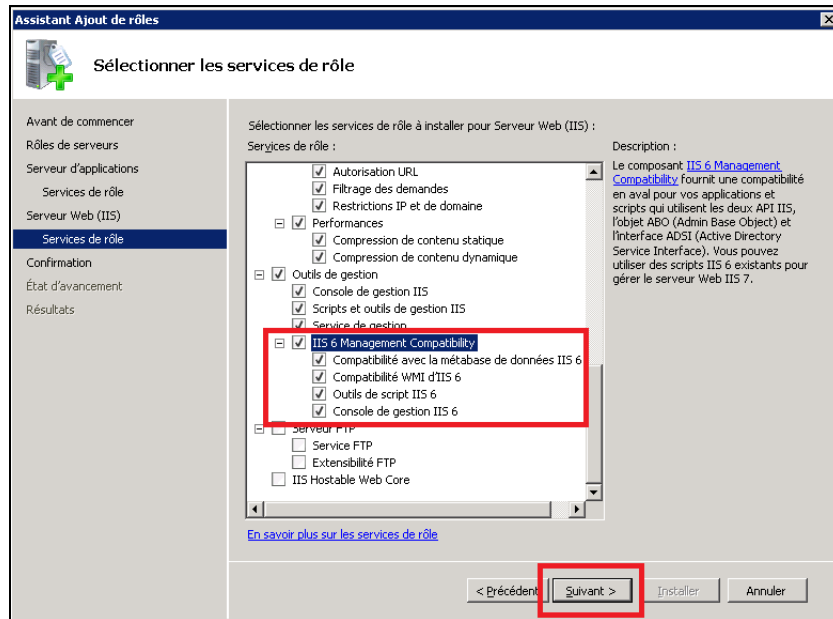 Assistant Ajout de rôles
Sélectionner les services de rôle
Avant de commencer
Rôles de serveurs
Serveur d'applications
Services de rôle
Serveur Web (IIS)
Services de rôle
Confirmation
État d'avancement
Résultats
Sélectionner les services de rôle à installer pour Serveur Web (IIS) :
Services de rôle :
Autorisation URL
Filtrage des demandes
Restrictions IP et de domaine
Performances
Compression de contenu statique
Compression de contenu dynamique
Outils de gestion
Console de gestion IIS
Scripts et outils de gestion IIS
Service de gestion
IIS 6 Management Compatibility
Compatibilité avec la métabase de données IIS 6
Compatibilité WMI d'IIS 6
Outils de script IIS 6
Console de gestion IIS 6
Serveur FTP
Service FTP
Extensibilité FTP
IIS Hostable Web Core
En savoir plus sur les services de rôle
Description :
Le composant IIS 6 Management
Compatibility fournit une compatibilité
en aval pour vos applications et
scripts qui utilisent les deux API IIS,
l'objet ABO (Admin Base Object) et
l'interface ADSI (Active Directory
Service Interface). Vous pouvez
utiliser des scripts IIS 6 existants pour
gérer le serveur Web IIS 7.
< Précédent
Suivant >
Installer
Annuler